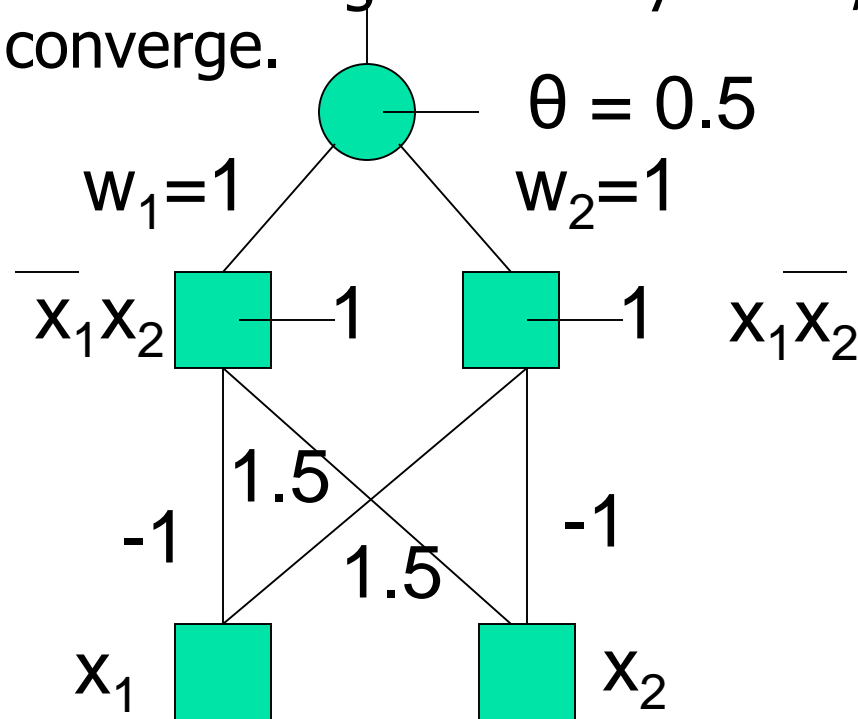 converge.
θ = 0.5
w₁=1 w₂=1
x̅₁x₂ 1 1 x₁x̅₂
1.5
-1 -1
1.5
x₁ x₂